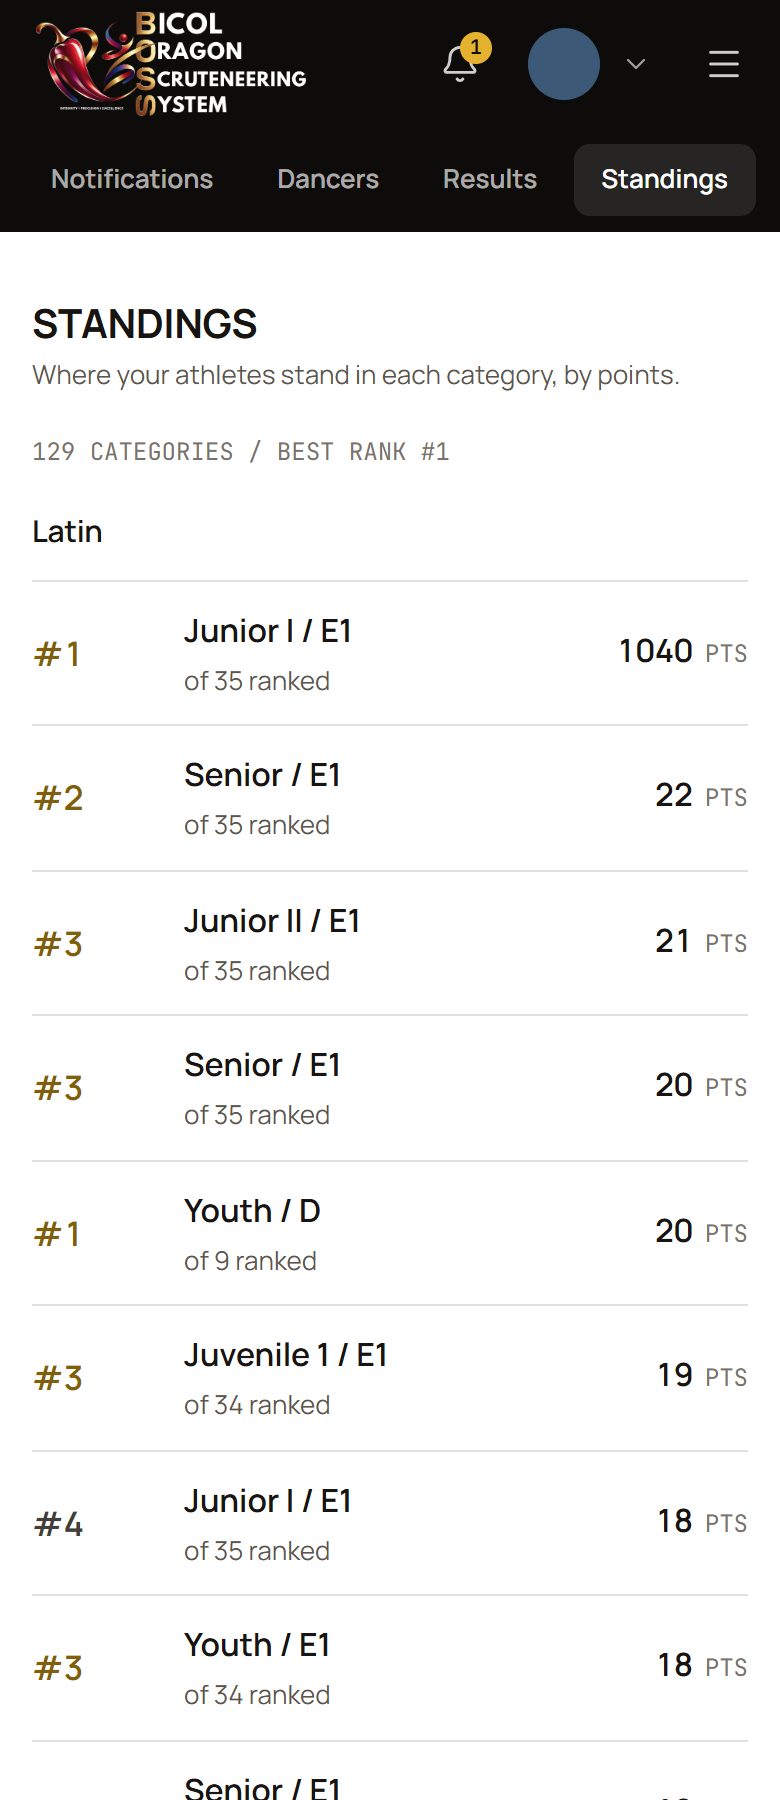 BICOL
DRAGON
SCRUTENEERING
SYSTEM
INTEGRITY • PRECISION • EXCELLENCE
1
Notifications
Dancers
Results
Standings
STANDINGS
Where your athletes stand in each category, by points.
129 CATEGORIES / BEST RANK #1
Latin
#1
Junior I / E1
of 35 ranked
1040 PTS
#2
Senior / E1
of 35 ranked
22 PTS
#3
Junior II / E1
of 35 ranked
21 PTS
#3
Senior / E1
of 35 ranked
20 PTS
#1
Youth / D
of 9 ranked
20 PTS
#3
Juvenile 1 / E1
of 34 ranked
19 PTS
#4
Junior I / E1
of 35 ranked
18 PTS
#3
Youth / E1
of 34 ranked
18 PTS
Senior / E1